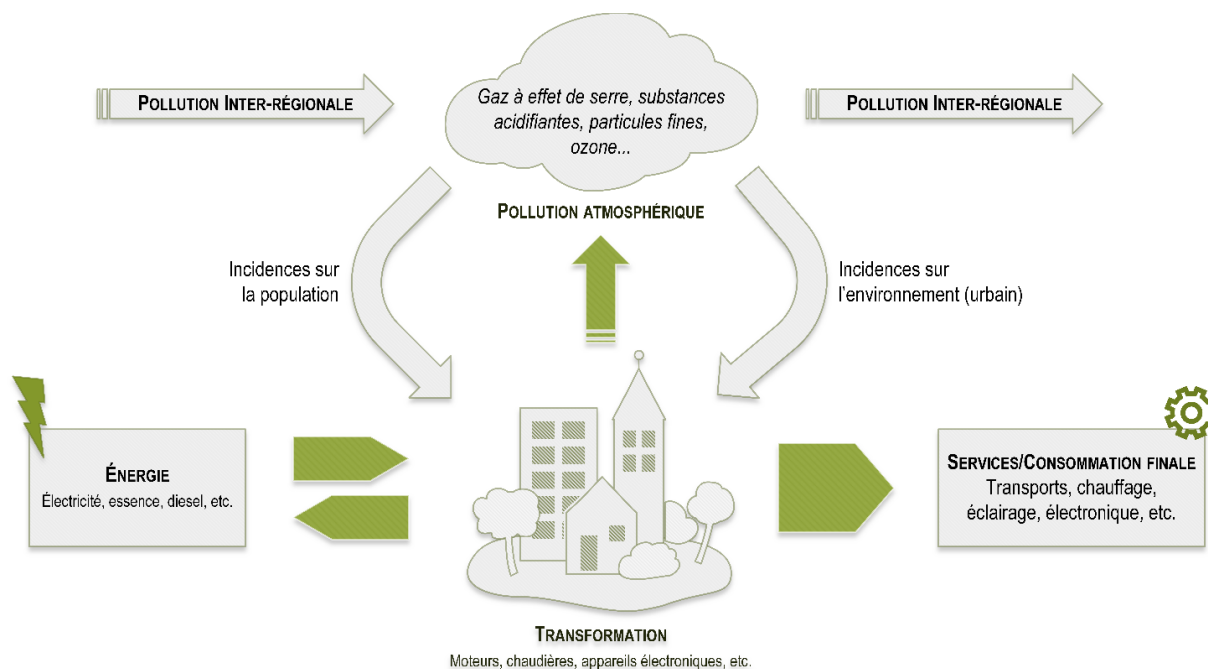 POLLUTION INTER-RÉGIONALE
Gaz à effet de serre, substances
acidifiantes, particules fines,
ozone...
POLLUTION INTER-RÉGIONALE
POLLUTION ATMOSPHÉRIQUE
Incidences sur
la population
Incidences sur
l'environnement (urbain)
ÉNERGIE
Électricité, essence, diesel, etc.
SERVICES/CONSOMMATION FINALE
Transports, chauffage,
éclairage, électronique, etc.
TRANSFORMATION
Moteurs, chaudières, appareils électroniques, etc.